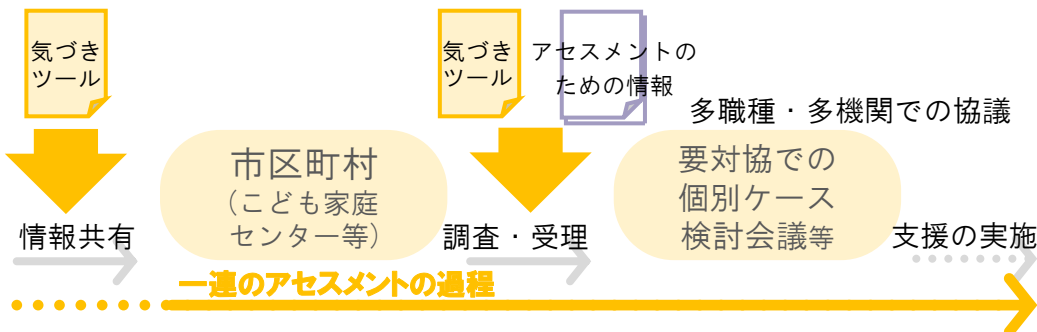 気づき
ツール
情報共有
市区町村
(こども家庭
センター等)
気づき
ツール
アセスメントの
ための情報
調査・受理
多職種・多機関での協議
要対協での
個別ケース
検討会議等
支援の実施
一連のアセスメントの過程